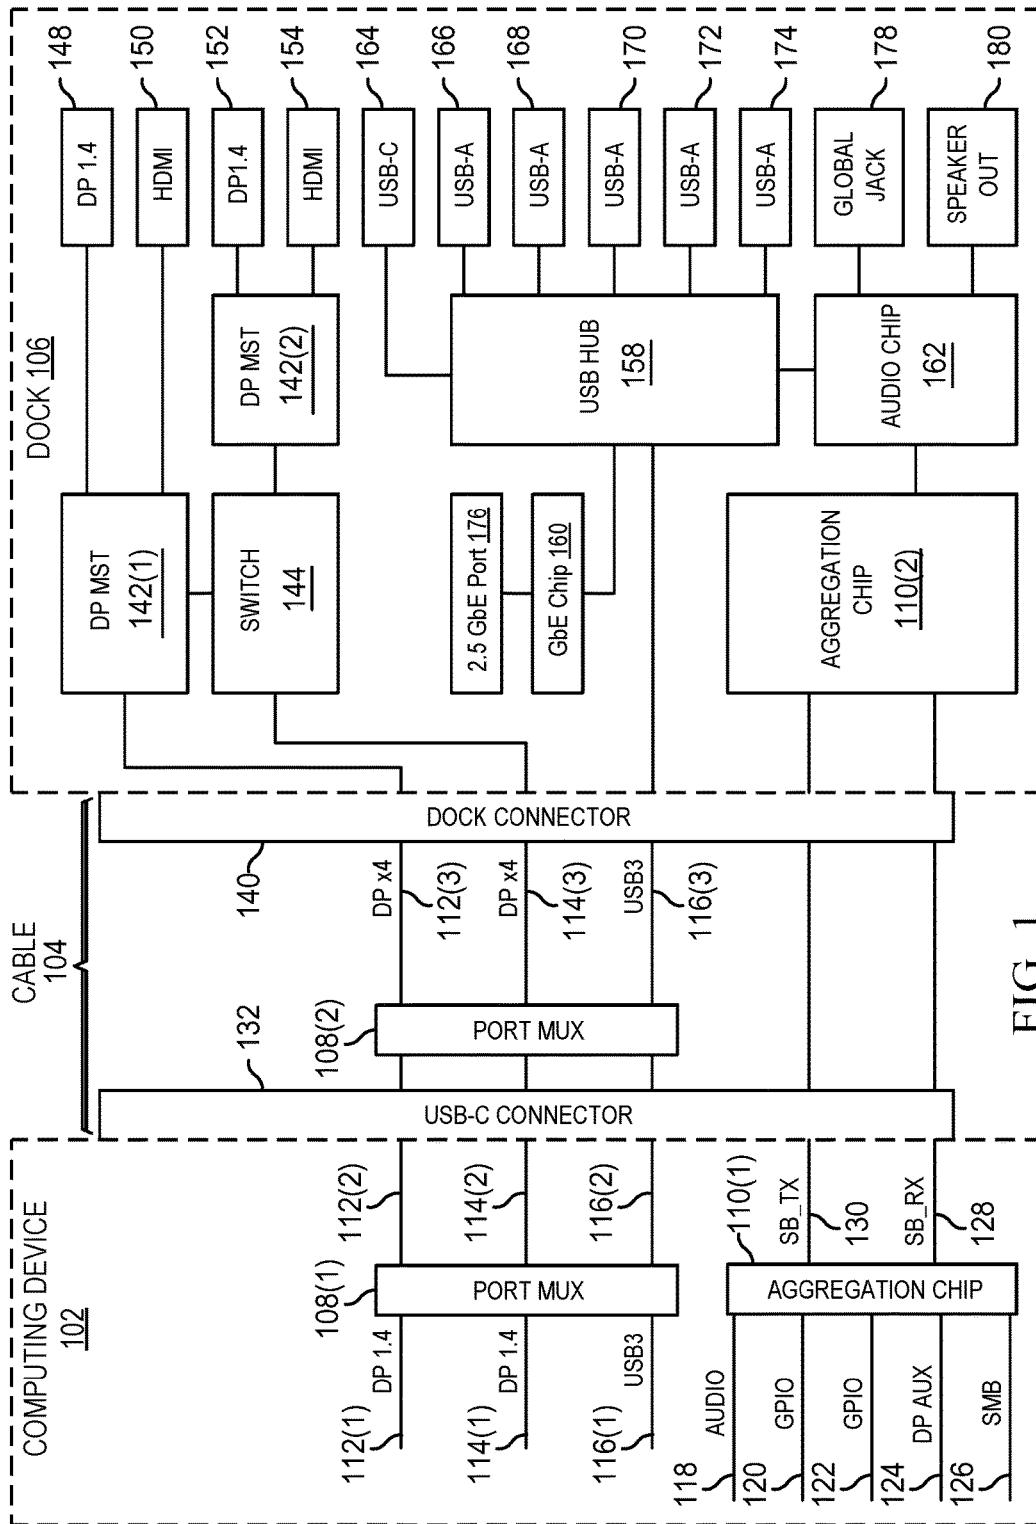 COMPUTING DEVICE
102
112(1)
DP 1.4
114(1)
DP 1.4
116(1)
USB3
108(1)
PORT MUX
112(2)
114(2)
116(2)
AUDIO
118
GPIO
120
GPIO
122
DP AUX
124
SMB
126
110(1)
AGGREGATION CHIP
SB_TX
130
SB_RX
128
CABLE
104
132
USB-C CONNECTOR
108(2)
PORT MUX
140
DP x4
112(3)
DP x4
114(3)
USB3
116(3)
DOCK CONNECTOR
DOCK 106
DP MST
142(1)
SWITCH
144
DP MST
142(2)
2.5 GbE Port 176
GbE Chip 160
USB HUB
158
AGGREGATION
CHIP
110(2)
AUDIO CHIP
162
DP 1.4
148
HDMI
150
DP1.4
152
HDMI
154
USB-C
164
USB-A
166
USB-A
168
USB-A
170
USB-A
172
USB-A
174
GLOBAL
JACK
178
SPEAKER
OUT
180
FIG. 1